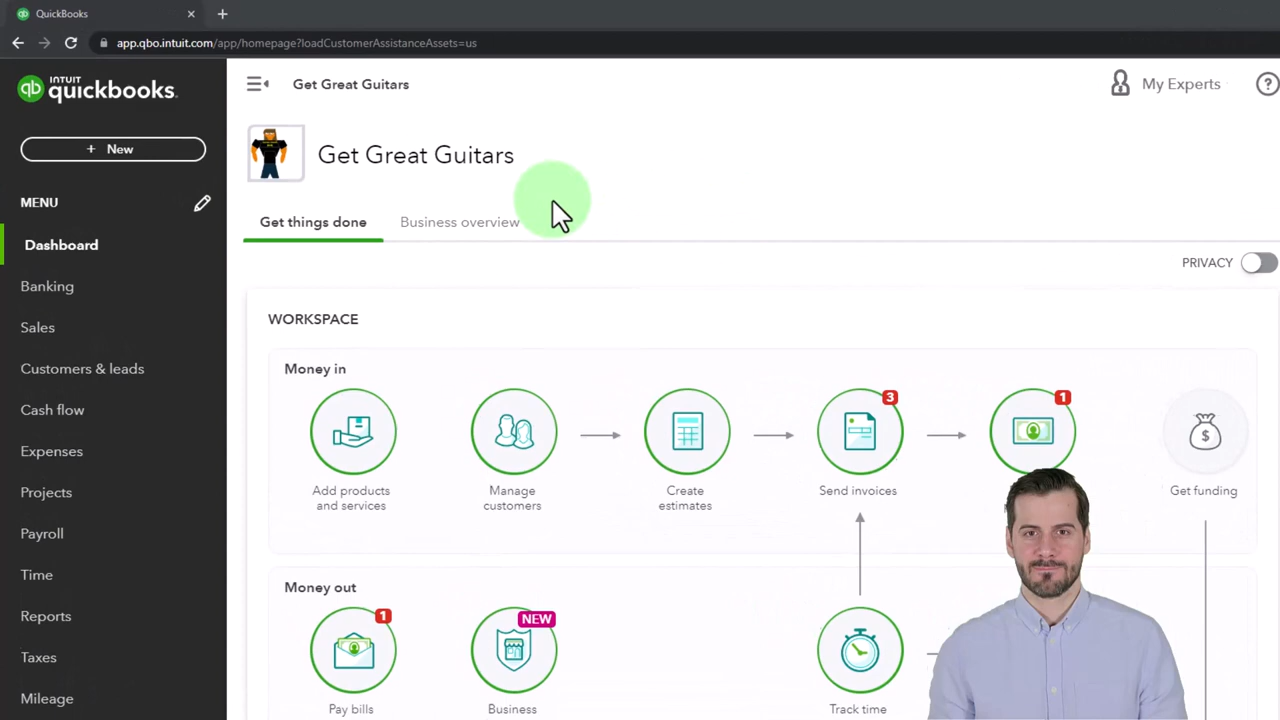 QuickBooks
app.qbo.intuit.com/app/homepage?loadCustomerAssistanceAssets=us
INTUIT
quickbooks.
Get Great Guitars
My Experts
+ New
Get Great Guitars
MENU
Get things done
Business overview
Dashboard
PRIVACY
Banking
WORKSPACE
Sales
Money in
Customers & leads
3
1
Cash flow
Expenses
Projects
Add products
and services
Manage
customers
Create
estimates
Send invoices
Get funding
Payroll
Time
Money out
Reports
1
NEW
Taxes
Mileage
Pay bills
Business
Track time